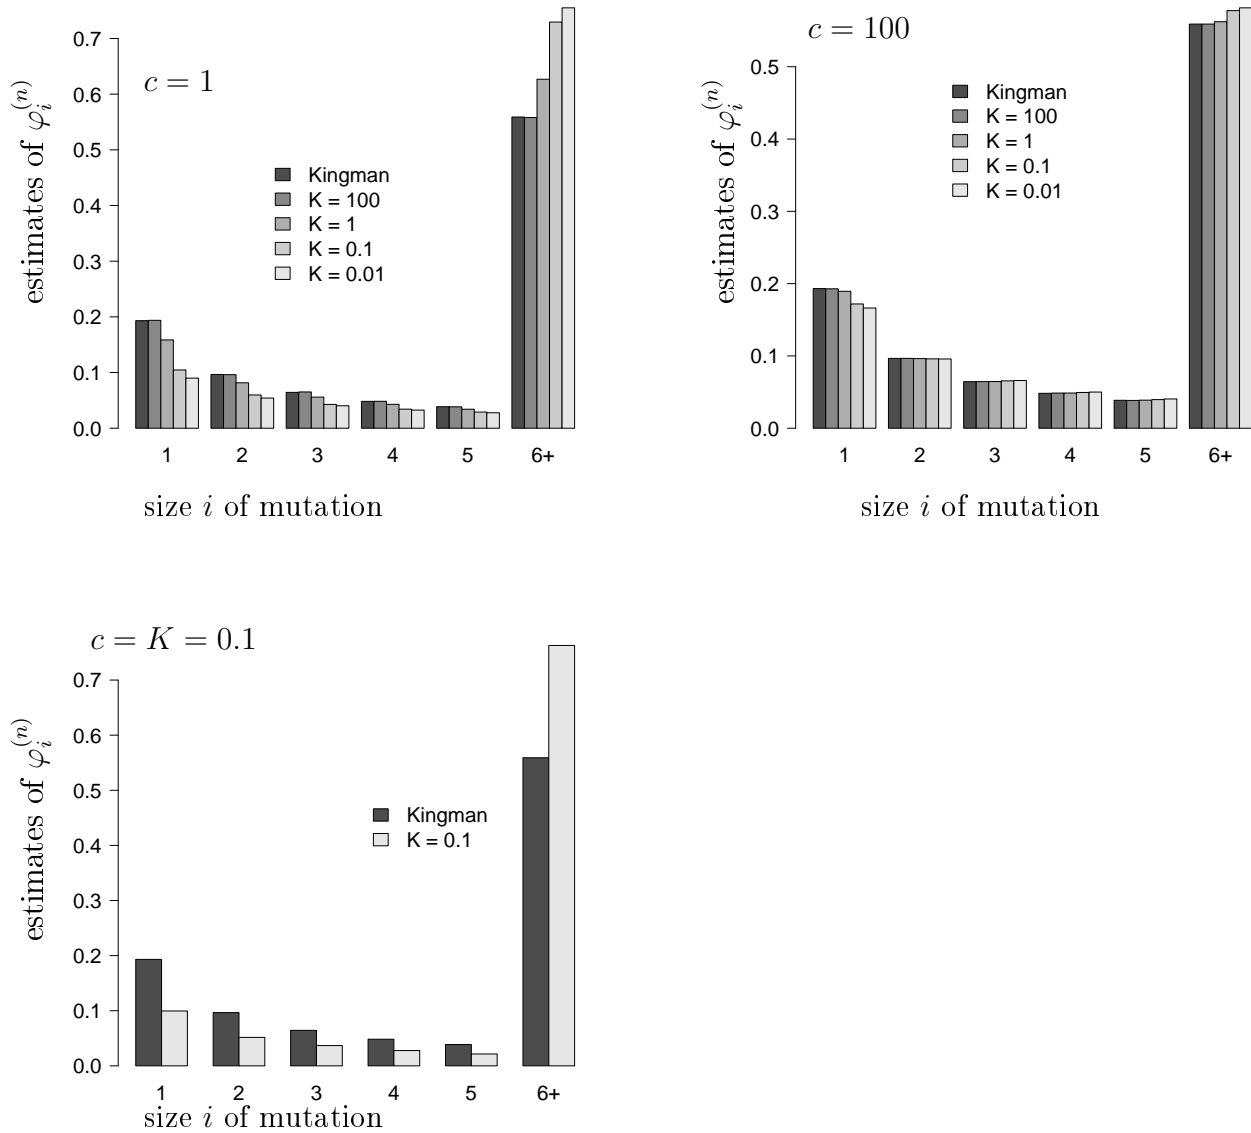 c = 1
estimates of φ_i^(n)
0.7
0.6
0.5
0.4
0.3
0.2
0.1
0.0
Kingman
K = 100
K = 1
K = 0.1
K = 0.01
1 2 3 4 5 6+
size i of mutation
c = 100
estimates of φ_i^(n)
0.5
0.4
0.3
0.2
0.1
0.0
Kingman
K = 100
K = 1
K = 0.1
K = 0.01
1 2 3 4 5 6+
size i of mutation
c = K = 0.1
estimates of φ_i^(n)
0.7
0.6
0.5
0.4
0.3
0.2
0.1
0.0
Kingman
K = 0.1
1 2 3 4 5 6+
size i of mutation